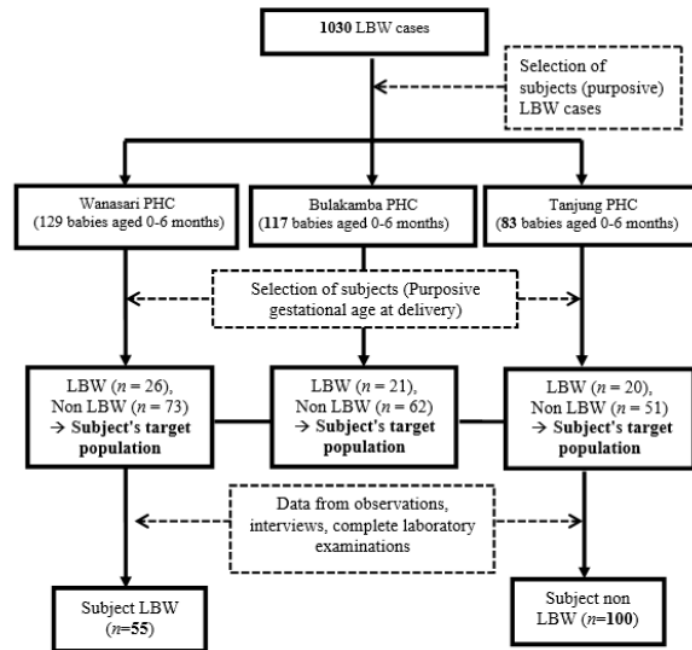 1030 LBW cases
Selection of
subjects (purposive)
LBW cases
Wanasari PHC
(129 babies aged 0-6 months)
Bulakamba PHC
(117 babies aged 0-6 months)
Tanjung PHC
(83 babies aged 0-6 months)
Selection of subjects (Purposive
gestational age at delivery)
LBW (n = 26),
Non LBW (n = 73)
→ Subject's target
population
LBW (n = 21),
Non LBW (n = 62)
→ Subject's target
population
LBW (n = 20),
Non LBW (n = 51)
→ Subject's target
population
Data from observations,
interviews, complete laboratory
examinations
Subject LBW
(n=55)
Subject non
LBW (n=100)